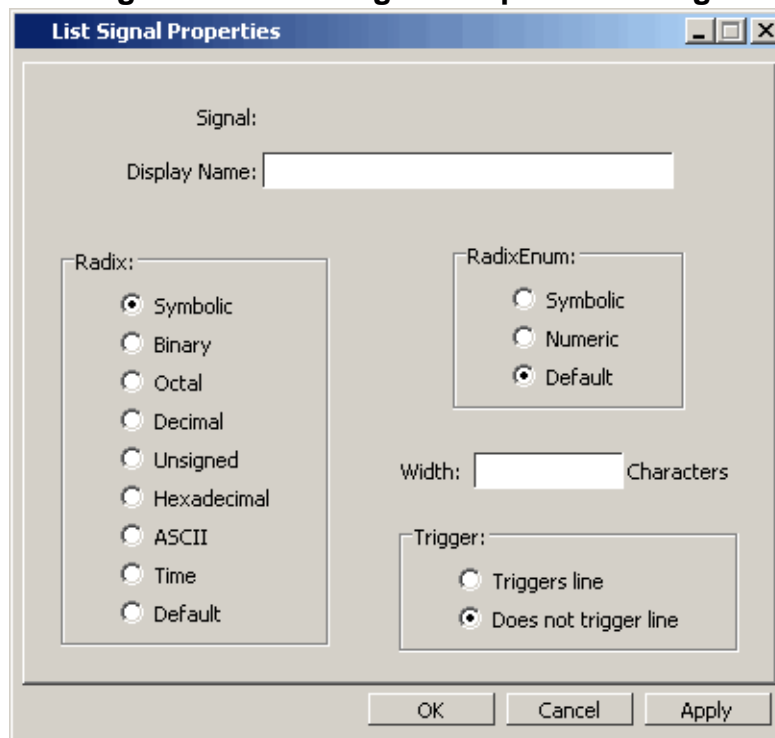 List Signal Properties
Signal:
Display Name:
Radix:
Symbolic
Binary
Octal
Decimal
Unsigned
Hexadecimal
ASCII
Time
Default
RadixEnum:
Symbolic
Numeric
Default
Width: Characters
Trigger:
Triggers line
Does not trigger line
OK Cancel Apply